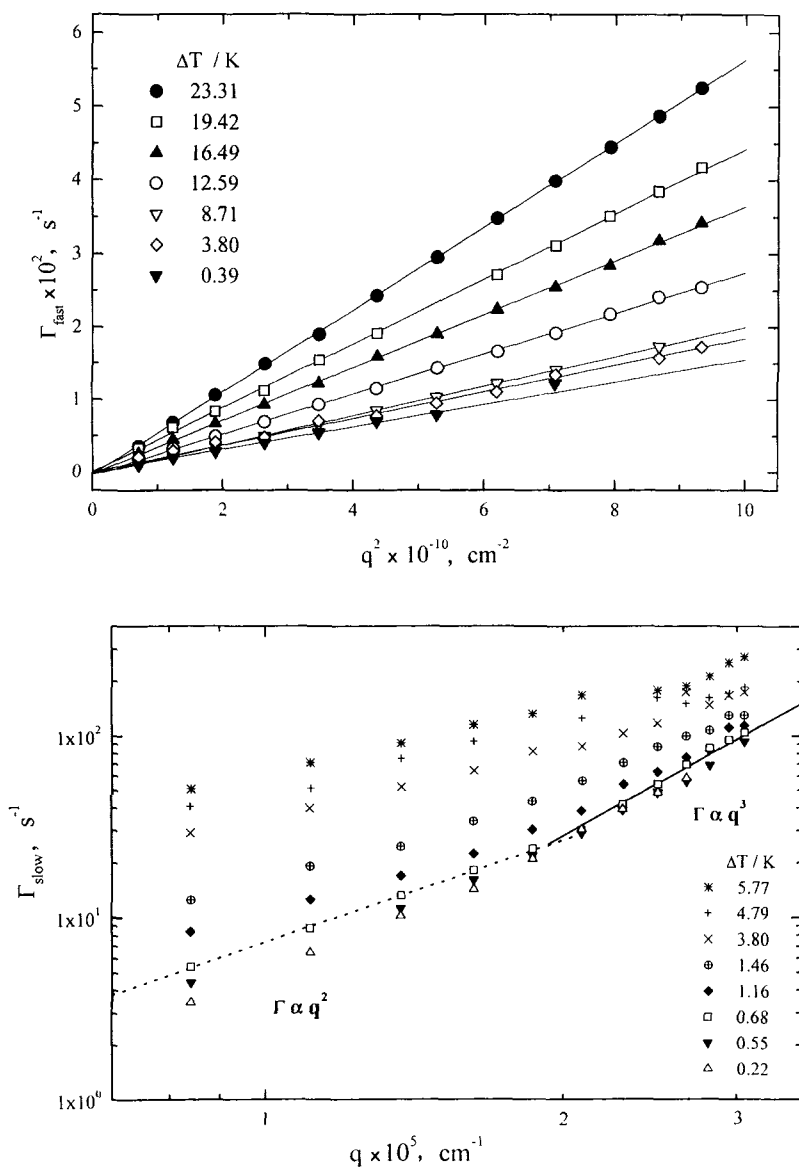 ΔT / K
23.31
19.42
16.49
12.59
8.71
3.80
0.39
Γfast ×10², s⁻¹
5
4
3
2
1
0
0 2 4 6 8 10
q² × 10⁻¹⁰, cm⁻²
1x10²
1x10¹
1x10⁰
Γslow, s⁻¹
Γ α q³
Γ α q²
ΔT / K
5.77
4.79
3.80
1.46
1.16
0.68
0.55
0.22
1 2 3
q × 10⁵, cm⁻¹